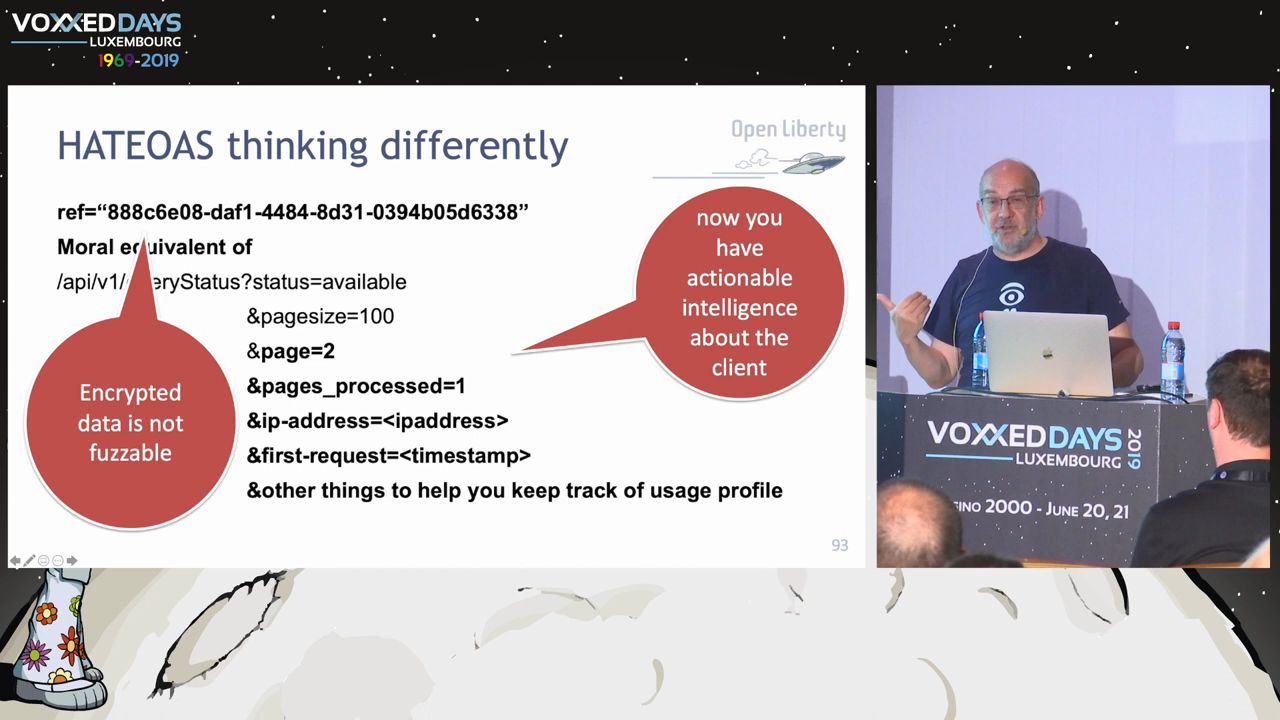 VOXXEDDAYS
LUXEMBOURG
1969-2019
HATEOAS thinking differently
Open Liberty
ref=“888c6e08-daf1-4484-8d31-0394b05d6338”
Moral equivalent of
/api/v1/ eryStatus?status=available
&pagesize=100
&page=2
&pages_processed=1
&ip-address=<ipaddress>
&first-request=<timestamp>
&other things to help you keep track of usage profile
Encrypted
data is not
fuzzable
now you
have
actionable
intelligence
about the
client
93
VOXXEDDAYS
LUXEMBOURG
2019
2000 - JUNE 20, 21